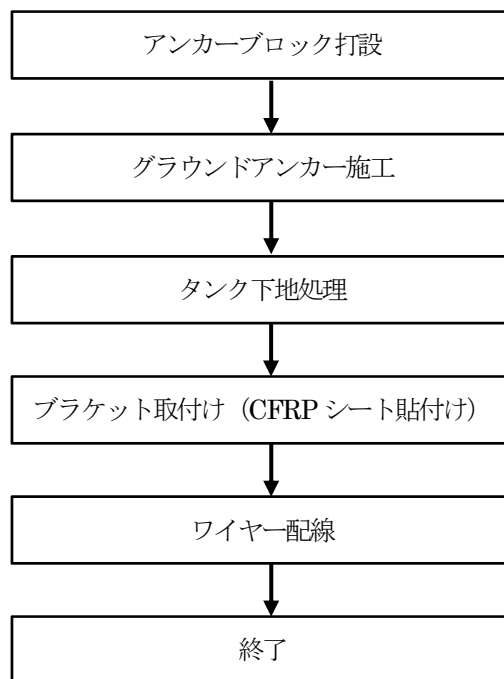 アンカーブロック打設
グラウンドアンカー施工
タンク下地処理
ブラケット取付け（CFRP シート貼付け）
ワイヤー配線
終了